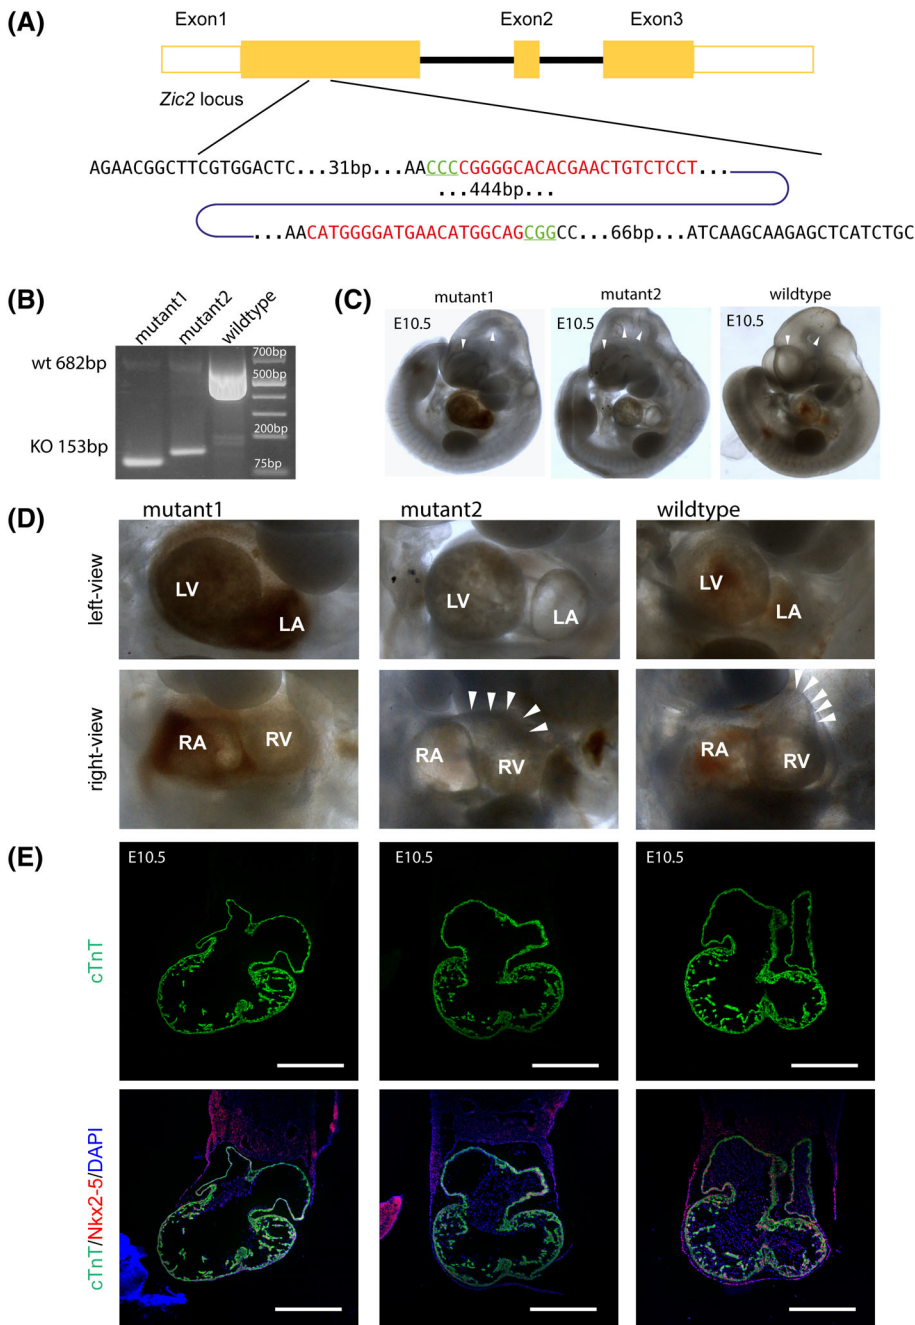 (A)
Exon1 Exon2 Exon3
Zic2 locus
AGAACGGCTTCGTGGACTC...31bp...AACCCCGGGGCACACGAACTGTCTCCT...
...444bp...
...AACATGGGGATGAACATGGCAGCGGCC...66bp...ATCAAGCAAGAGCTCATCTGC
(B)
mutant1 mutant2 wildtype
wt 682bp
KO 153bp
700bp
500bp
200bp
75bp
(C)
mutant1 mutant2 wildtype
E10.5 E10.5 E10.5
(D)
mutant1 mutant2 wildtype
left-view
LV LA LV LA LV LA
right-view
RA RV RA RV RA RV
(E)
E10.5 E10.5 E10.5
cTnT
cTnT/Nkx2-5/DAPI